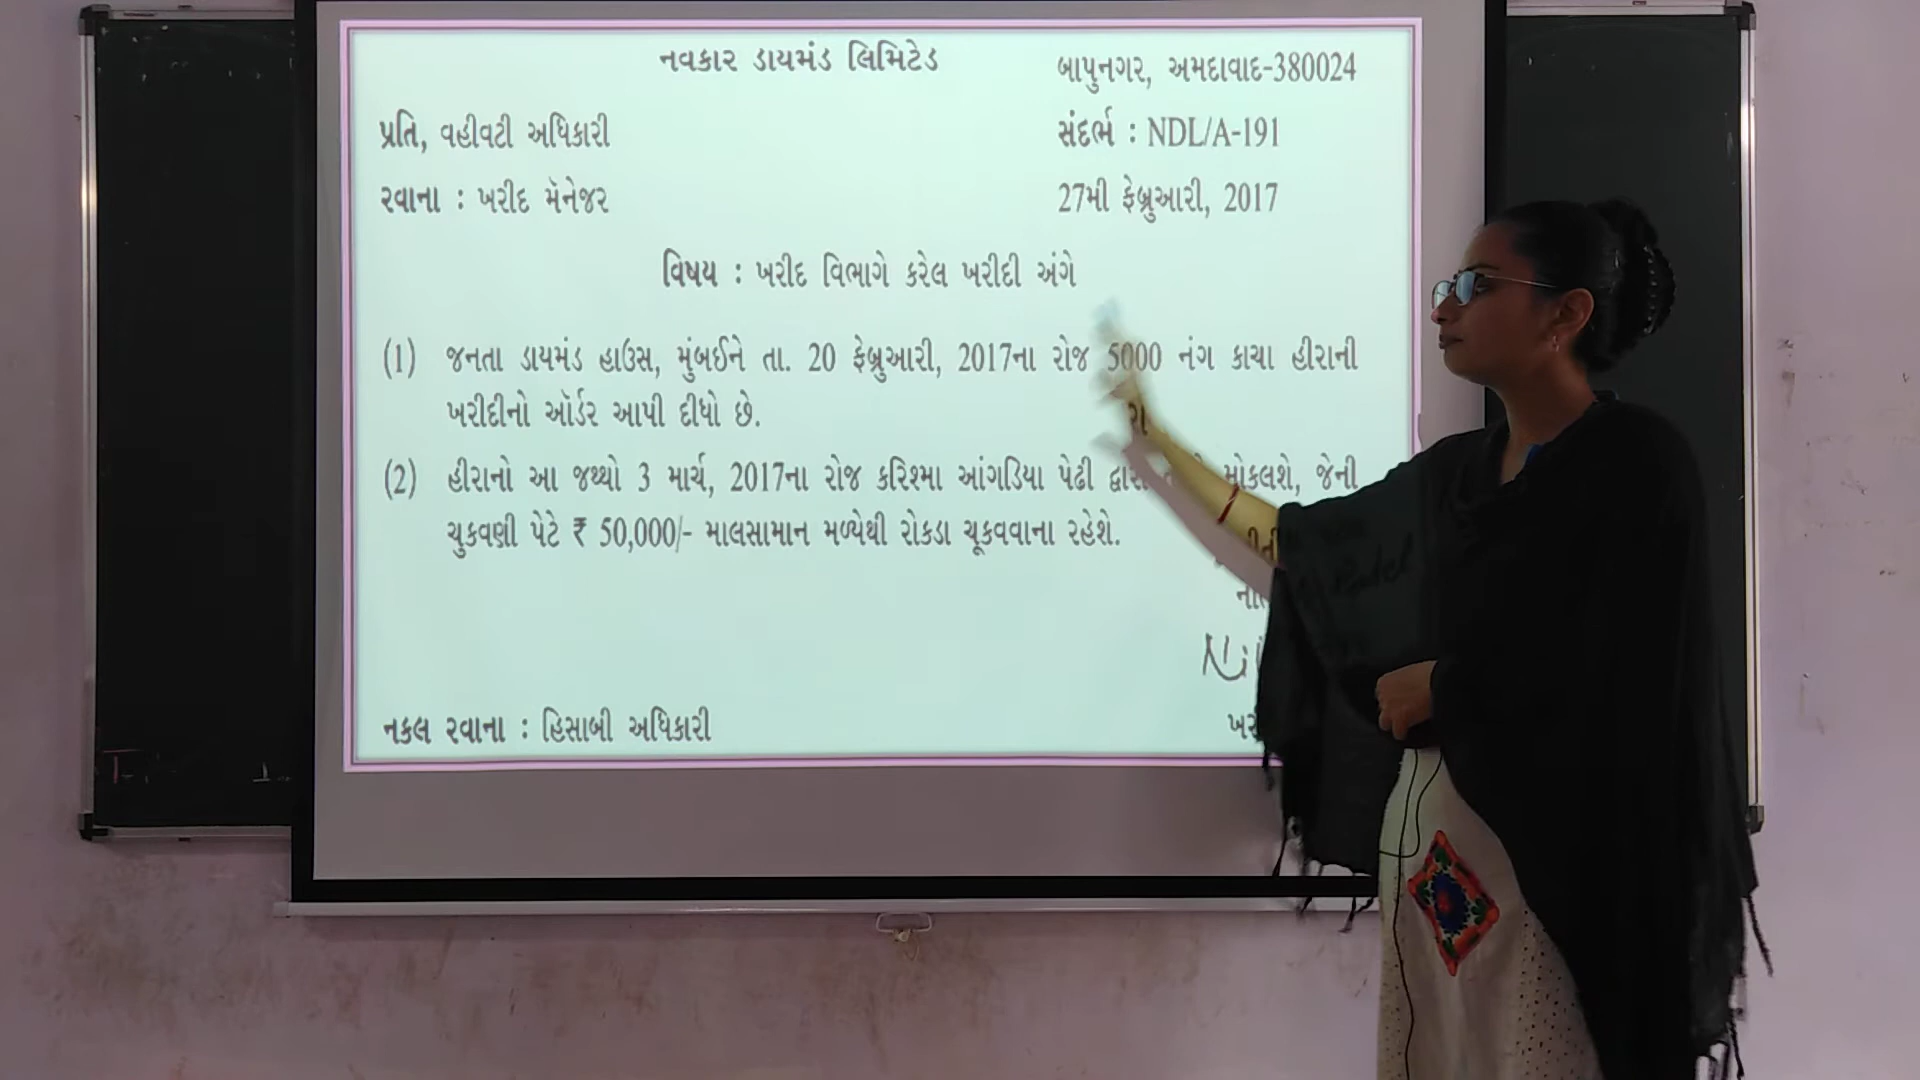 નવકાર ડાયમંડ લિમિટેડ
બાપુનગર, અમદાવાદ-380024
પ્રતિ, વહીવટી અધિકારી
સંદર્ભ : NDL/A-191
રવાના : ખરીદ મૅનેજર
27મી ફેબ્રુઆરી, 2017
વિષય : ખરીદ વિભાગે કરેલ ખરીદી અંગે
(1) જનતા ડાયમંડ હાઉસ, મુંબઈને તા. 20 ફેબ્રુઆરી, 2017ના રોજ 5000 નંગ કાચા હીરાની
ખરીદીનો ઑર્ડર આપી દીધો છે.
(2) હીરાનો આ જથ્થો 3 માર્ચ, 2017ના રોજ કરિશ્મા આંગડિયા પેઢી દ્વારા મોકલશે, જેની
ચુકવણી પેટે ₹ 50,000/- માલસામાન મળ્યેથી રોકડા ચૂકવવાના રહેશે.
નકલ રવાના : હિસાબી અધિકારી